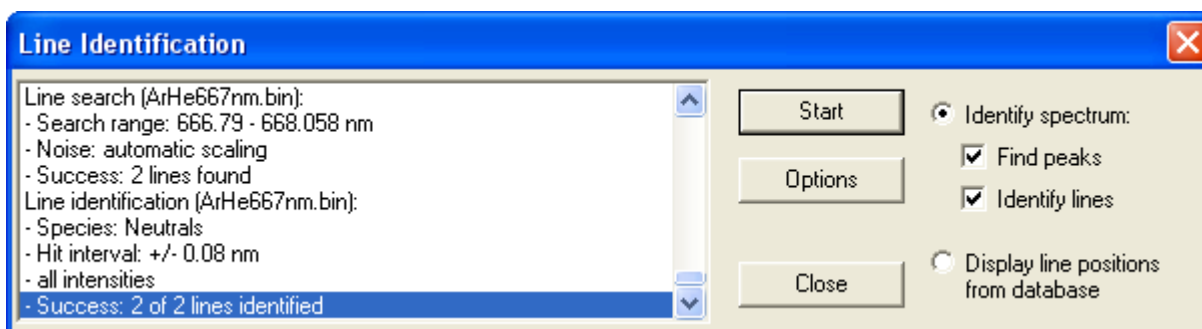 Line Identification
Line search (ArHe667nm.bin):
- Search range: 666.79 - 668.058 nm
- Noise: automatic scaling
- Success: 2 lines found
Line identification (ArHe667nm.bin):
- Species: Neutrals
- Hit interval: +/- 0.08 nm
- all intensities
- Success: 2 of 2 lines identified
Start
Options
Close
Identify spectrum:
Find peaks
Identify lines
Display line positions
from database